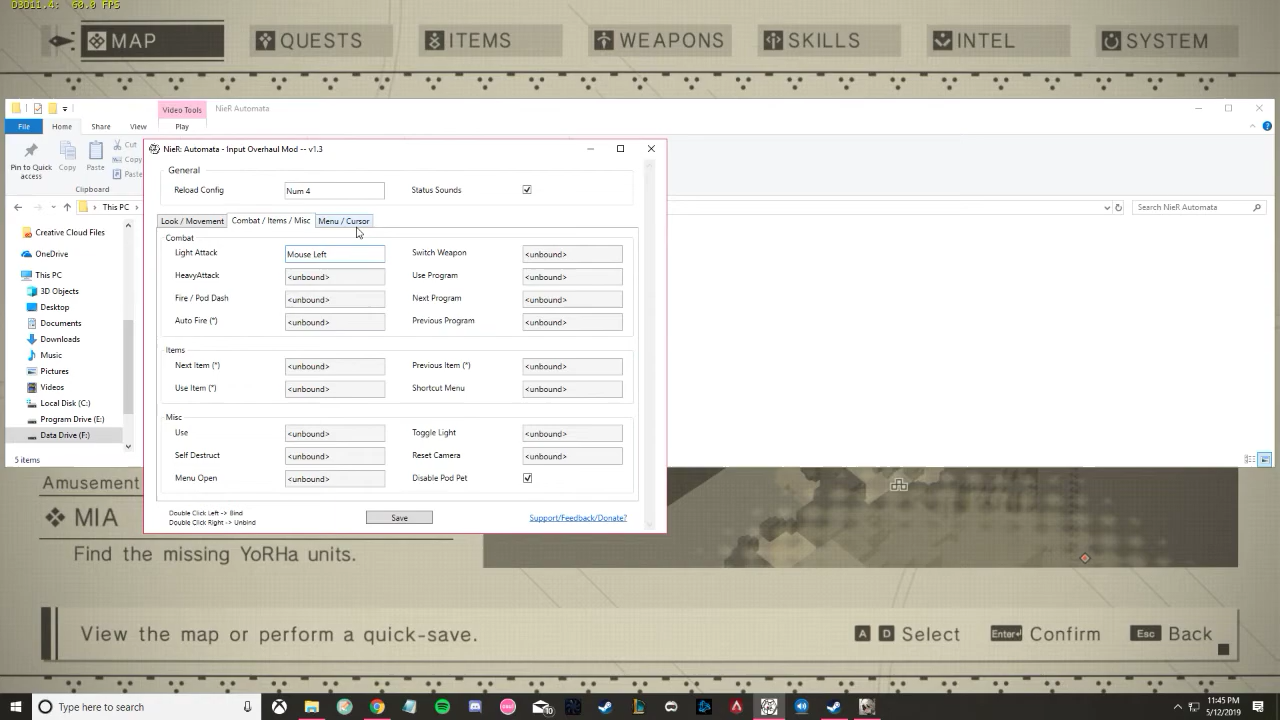 D3D11.4: 60.0 FPS
MAP QUESTS ITEMS WEAPONS SKILLS INTEL SYSTEM
Video Tools NieR Automata
File Home Share View Play
Pin to Quick access
Copy
Paste
Cut
Copy
Paste
Clipboard
This PC
Search NieR Automata
Creative Cloud Files
OneDrive
This PC
3D Objects
Desktop
Documents
Downloads
Music
Pictures
Videos
Local Disk (C:)
Program Drive (E:)
Data Drive (F:)
5 items
NieR: Automata - Input Overhaul Mod -- v1.3
General
Reload Config Num 4 Status Sounds
Look / Movement Combat / Items / Misc Menu / Cursor
Combat
Light Attack Mouse Left Switch Weapon <unbound>
HeavyAttack <unbound> Use Program <unbound>
Fire / Pod Dash <unbound> Next Program <unbound>
Auto Fire (*) <unbound> Previous Program <unbound>
Items
Next Item (*) <unbound> Previous Item (*) <unbound>
Use Item (*) <unbound> Shortcut Menu <unbound>
Misc
Use <unbound> Toggle Light <unbound>
Self Destruct <unbound> Reset Camera <unbound>
Menu Open <unbound> Disable Pod Pet
Double Click Left -> Bind
Double Click Right -> Unbind
Save
Support/Feedback/Donate?
Amusement
MIA
Find the missing YoRHa units.
View the map or perform a quick-save. A D Select Enter Confirm Esc Back
Type here to search
11:45 PM
5/12/2019